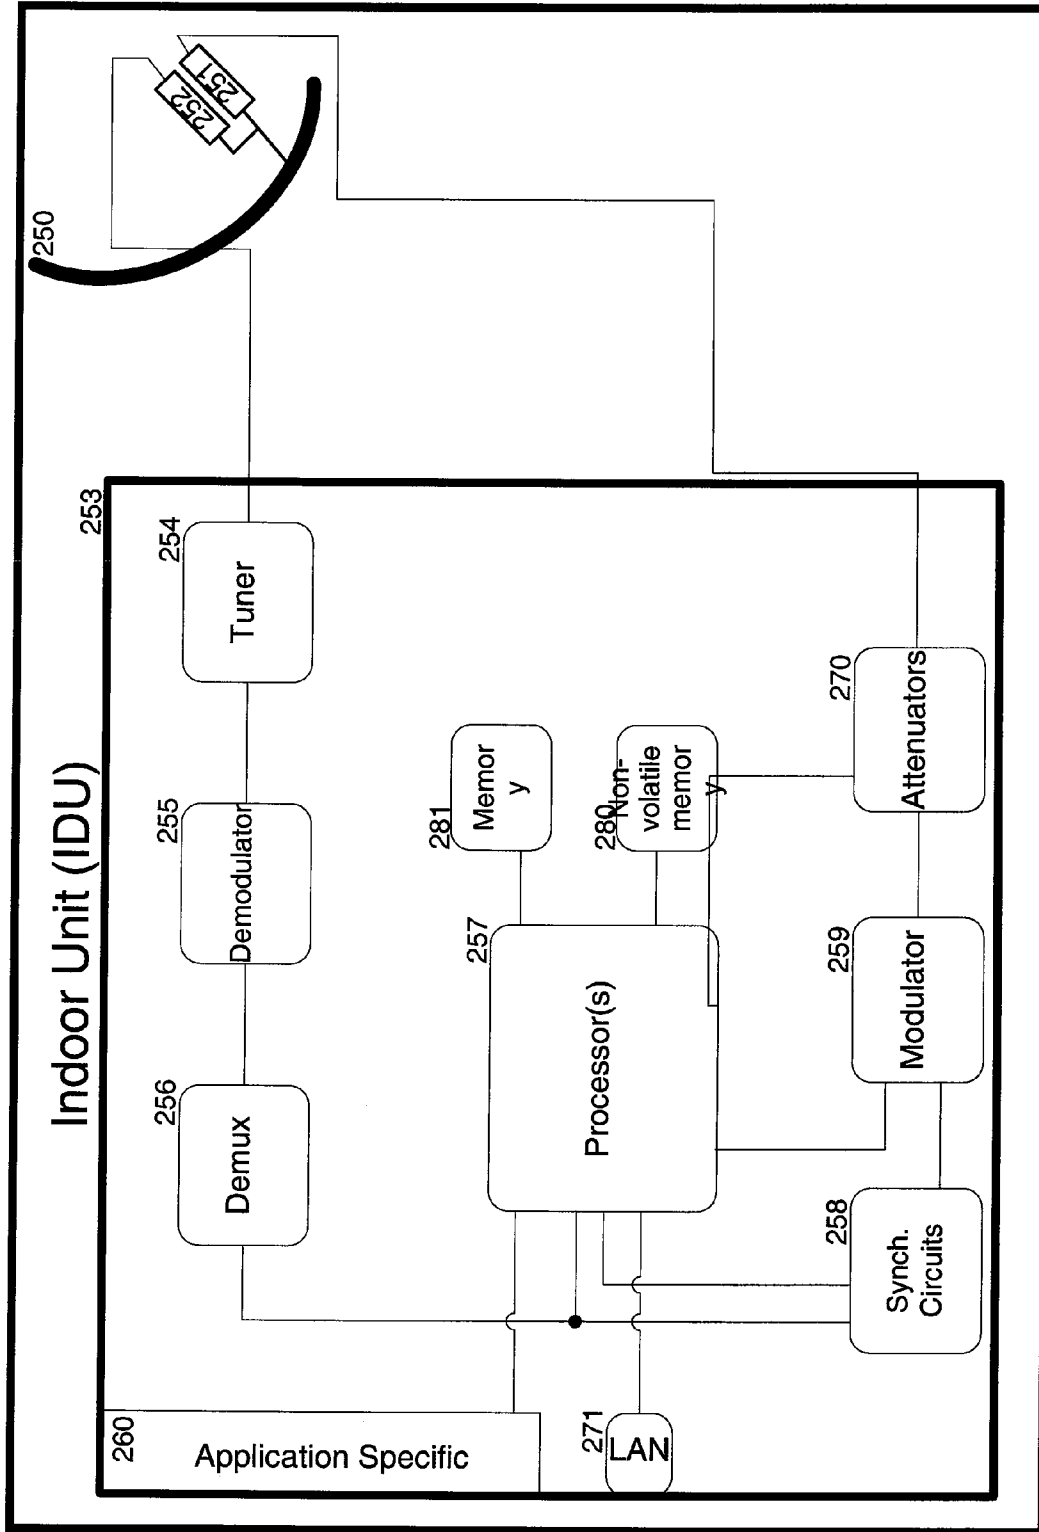 250
252
251
Indoor Unit (IDU)
253
254
Tuner
255
Demodulator
256
Demux
281
Memor
y
280
Non-
volatile
memor
y
257
Processor(s)
270
Attenuators
259
Modulator
258
Synch.
Circuits
260
Application Specific
271
LAN